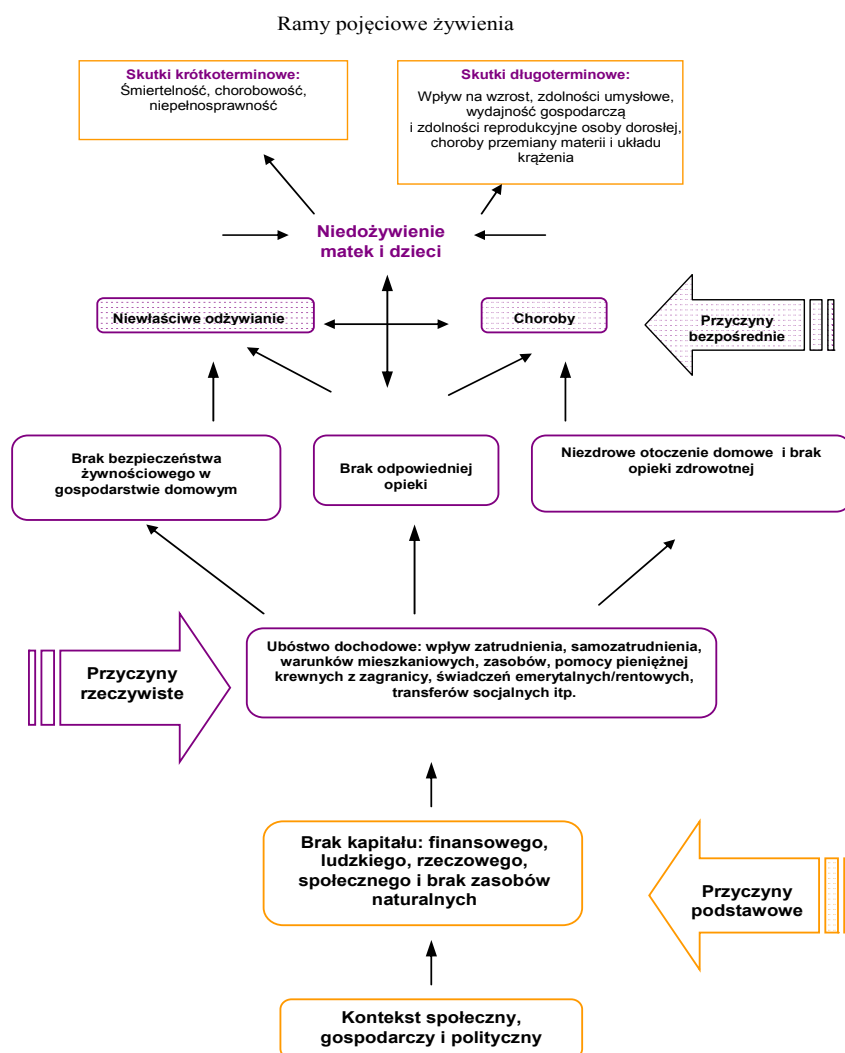 Ramy pojęciowe żywienia
Skutki krótkoterminowe:
Śmiertelność, chorobowość,
niepełnosprawność
Skutki długoterminowe:
Wpływ na wzrost, zdolności umysłowe,
wydajność gospodarczą
i zdolności reprodukcyjne osoby dorosłej,
choroby przemiany materii i układu
krążenia
Niedożywienie
matek i dzieci
Niewłaściwe odżywianie
Choroby
Przyczyny
bezpośrednie
Brak bezpieczeństwa
żywnościowego w
gospodarstwie domowym
Brak odpowiedniej
opieki
Niezdrowe otoczenie domowe i brak
opieki zdrowotnej
Przyczyny
rzeczywiste
Ubóstwo dochodowe: wpływ zatrudnienia, samozatrudnienia,
warunków mieszkaniowych, zasobów, pomocy pieniężnej
krewnych z zagranicy, świadczeń emerytalnych/rentowych,
transferów socjalnych itp.
Brak kapitału: finansowego,
ludzkiego, rzeczowego,
społecznego i brak zasobów
naturalnych
Przyczyny
podstawowe
Kontekst społeczny,
gospodarczy i polityczny